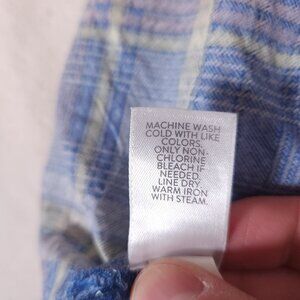 MACHINE WASH
COLD WITH LIKE
COLORS.
ONLY NON-
CHLORINE
BLEACH IF
NEEDED.
LINE DRY.
WARM IRON
WITH STEAM.